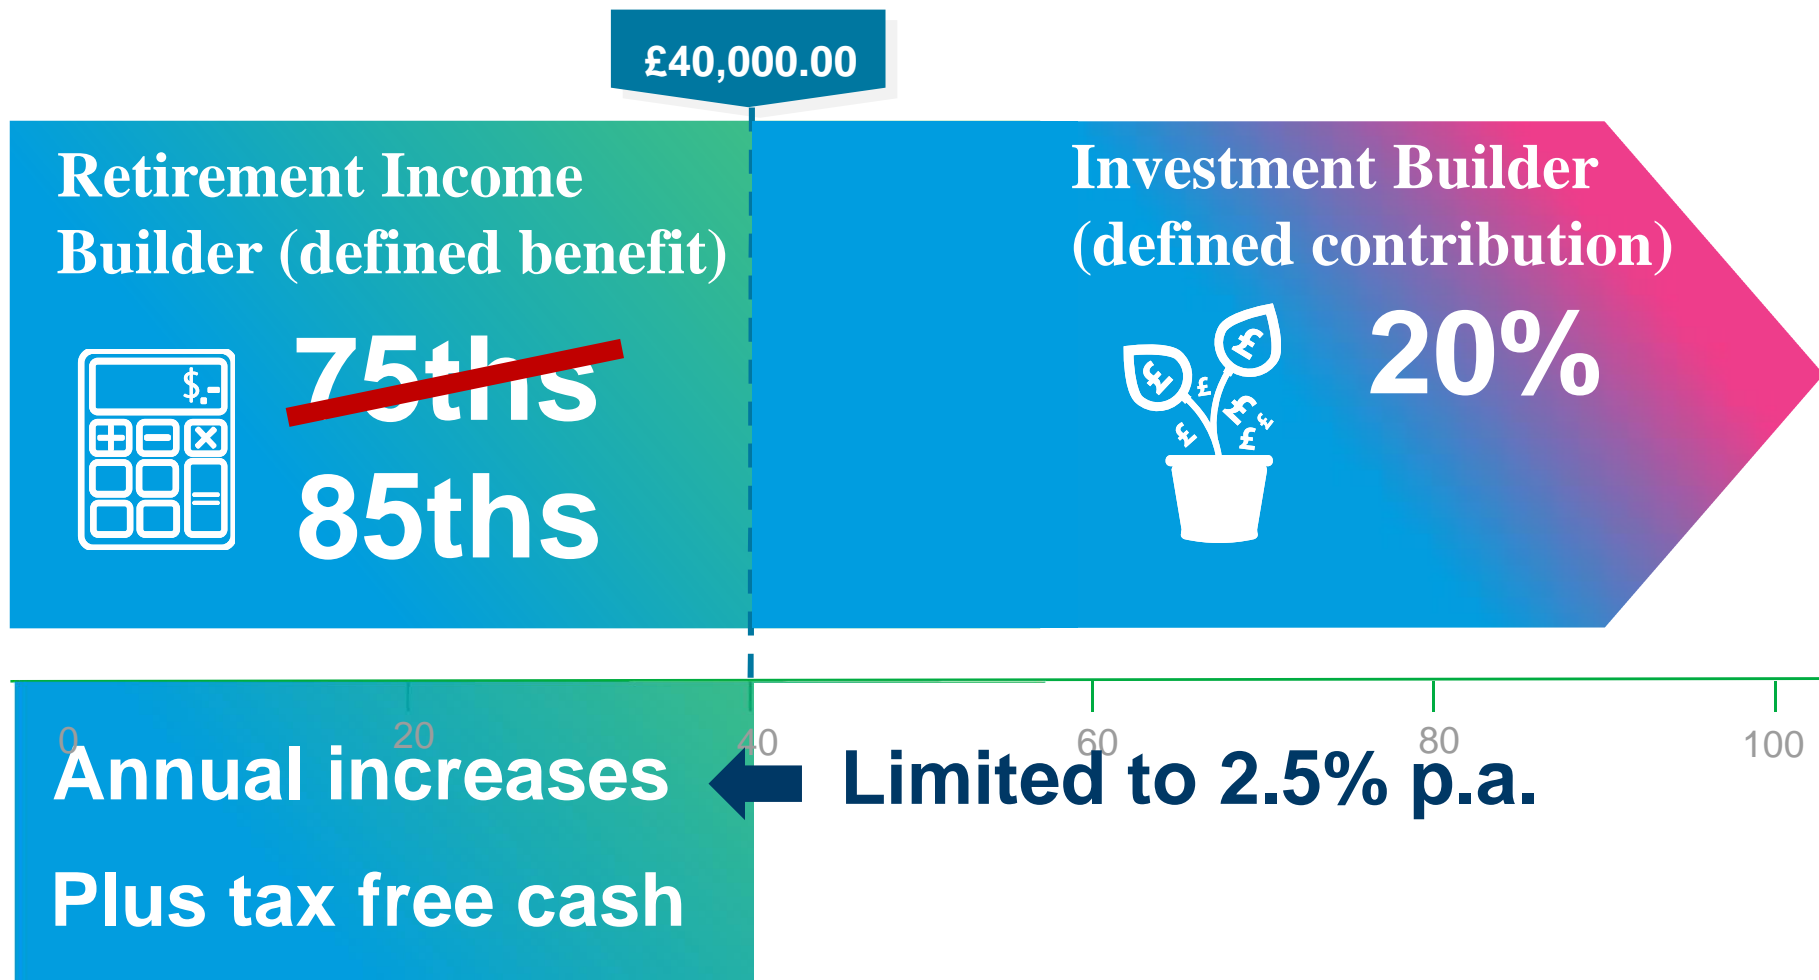 £40,000.00
Retirement Income
Builder (defined benefit)
75ths
85ths
$.-
Investment Builder
(defined contribution)
20%
£ £ £ £ £ £ £
0 20 40 60 80 100
Annual increases
Limited to 2.5% p.a.
Plus tax free cash